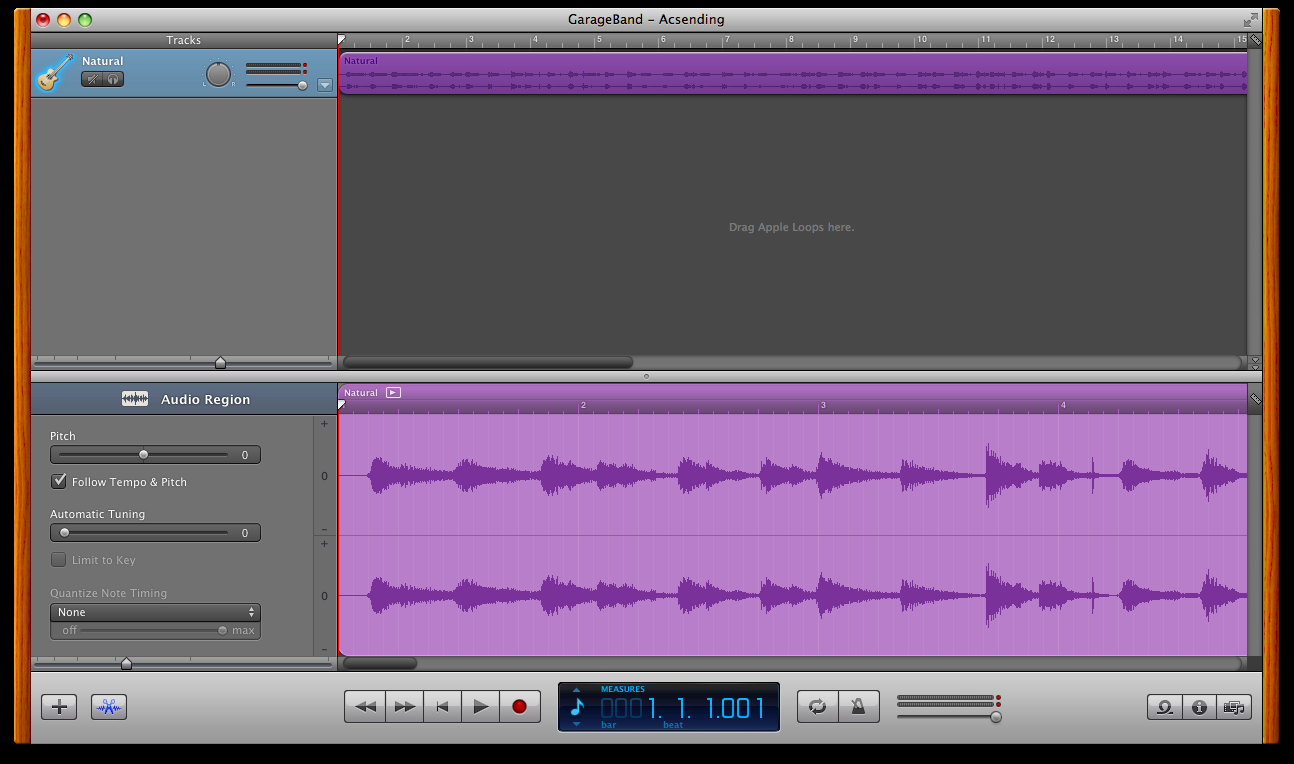 GarageBand – Acsending
Tracks
2 3 4 5 6 7 8 9 10 11 12 13 14 15
Natural
L R
Natural
Drag Apple Loops here.
Audio Region
Natural
2 3 4
Pitch
0
Follow Tempo & Pitch
Automatic Tuning
0
Limit to Key
Quantize Note Timing
None
off max
+
0
–
+
0
–
MEASURES
0001. 1. 1.001
bar beat